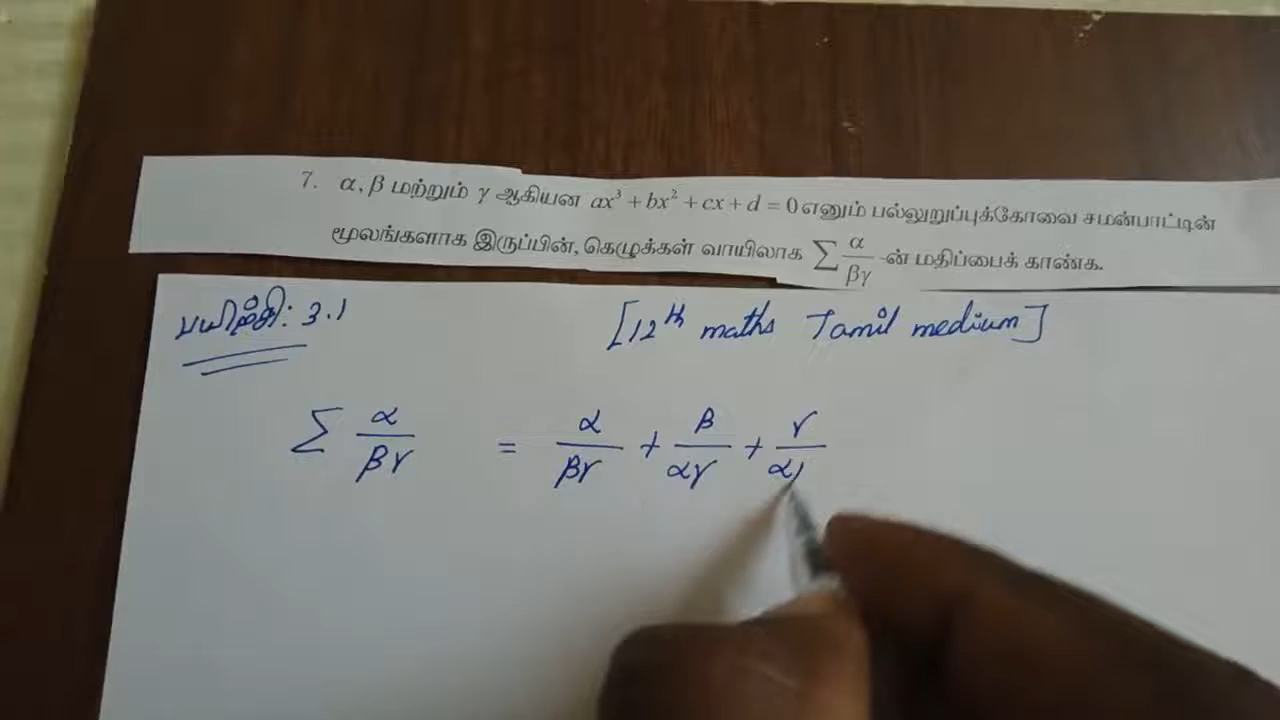 7. α, β மற்றும் γ ஆகியன ax³ + bx² + cx + d = 0 எனும் பல்லுறுப்புக்கோவை சமன்பாட்டின்
மூலங்களாக இருப்பின், கெழுக்கள் வாயிலாக ∑ α/βγ -ன் மதிப்பைக் காண்க.
பயிற்சி: 3.1
[12th maths Tamil medium]
∑ α/βγ = α/βγ + β/αγ + γ/α